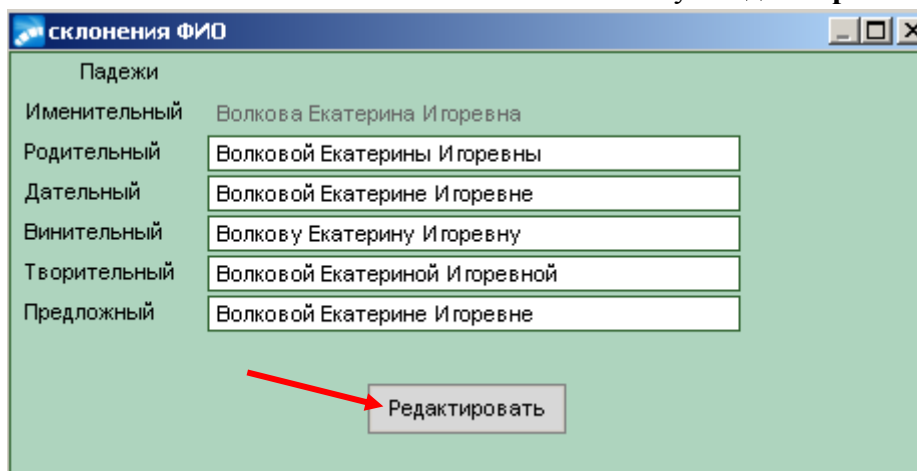 склонения ФИО
Падежи
Именительный Волкова Екатерина Игоревна
Родительный Волковой Екатерины Игоревны
Дательный Волковой Екатерине Игоревне
Винительный Волкову Екатерину Игоревну
Творительный Волковой Екатериной Игоревной
Предложный Волковой Екатерине Игоревне
Редактировать